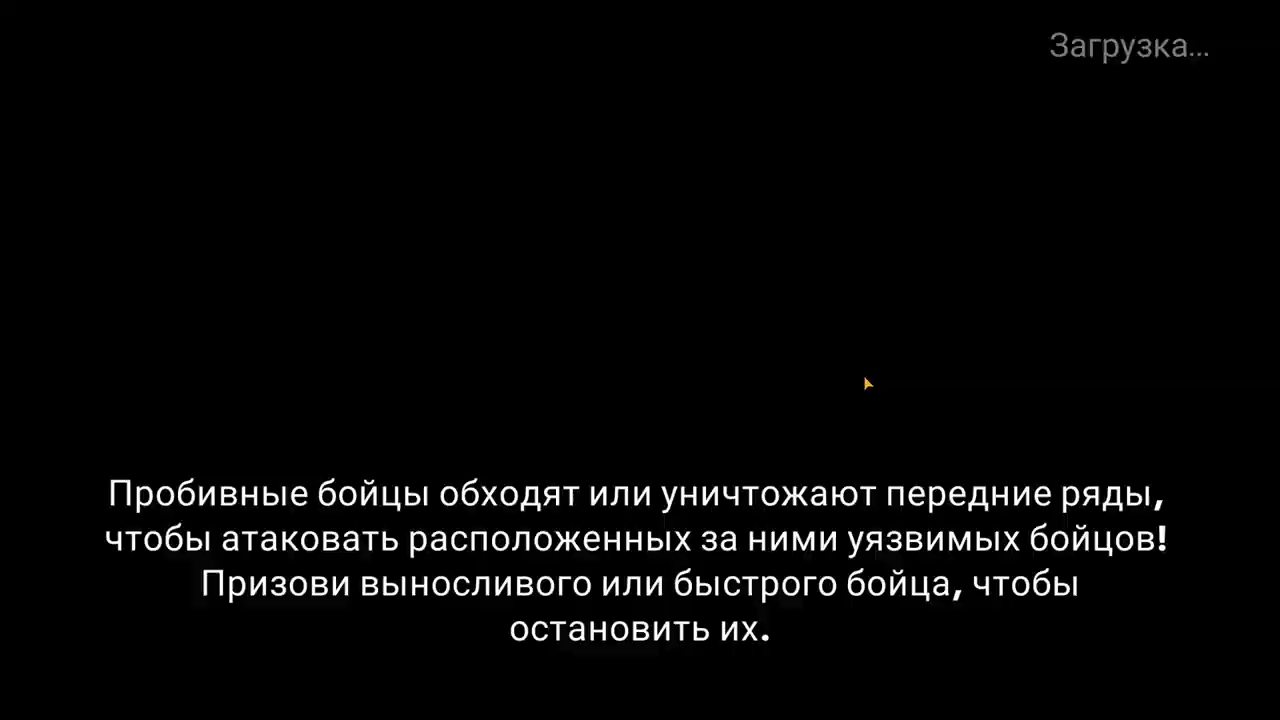 Загрузка...
Пробивные бойцы обходят или уничтожают передние ряды,
чтобы атаковать расположенных за ними уязвимых бойцов!
Призови выносливого или быстрого бойца, чтобы
остановить их.